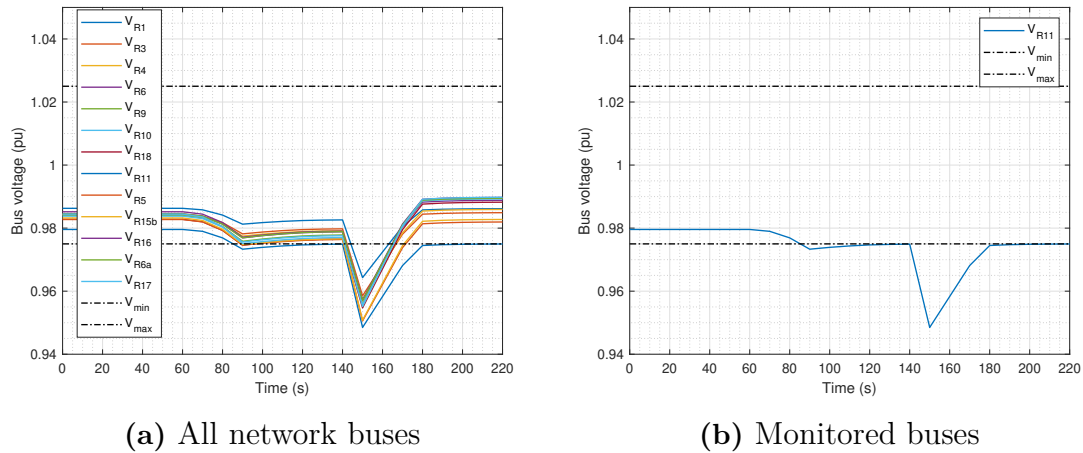 1.04
1.02
1
0.98
0.96
0.94
Bus voltage (pu)
V_R1
V_R3
V_R4
V_R6
V_R9
V_R10
V_R18
V_R11
V_R5
V_R15b
V_R16
V_R6a
V_R17
V_min
V_max
0 20 40 60 80 100 120 140 160 180 200 220
Time (s)
(a) All network buses
1.04
1.02
1
0.98
0.96
0.94
Bus voltage (pu)
V_R11
V_min
V_max
0 20 40 60 80 100 120 140 160 180 200 220
Time (s)
(b) Monitored buses